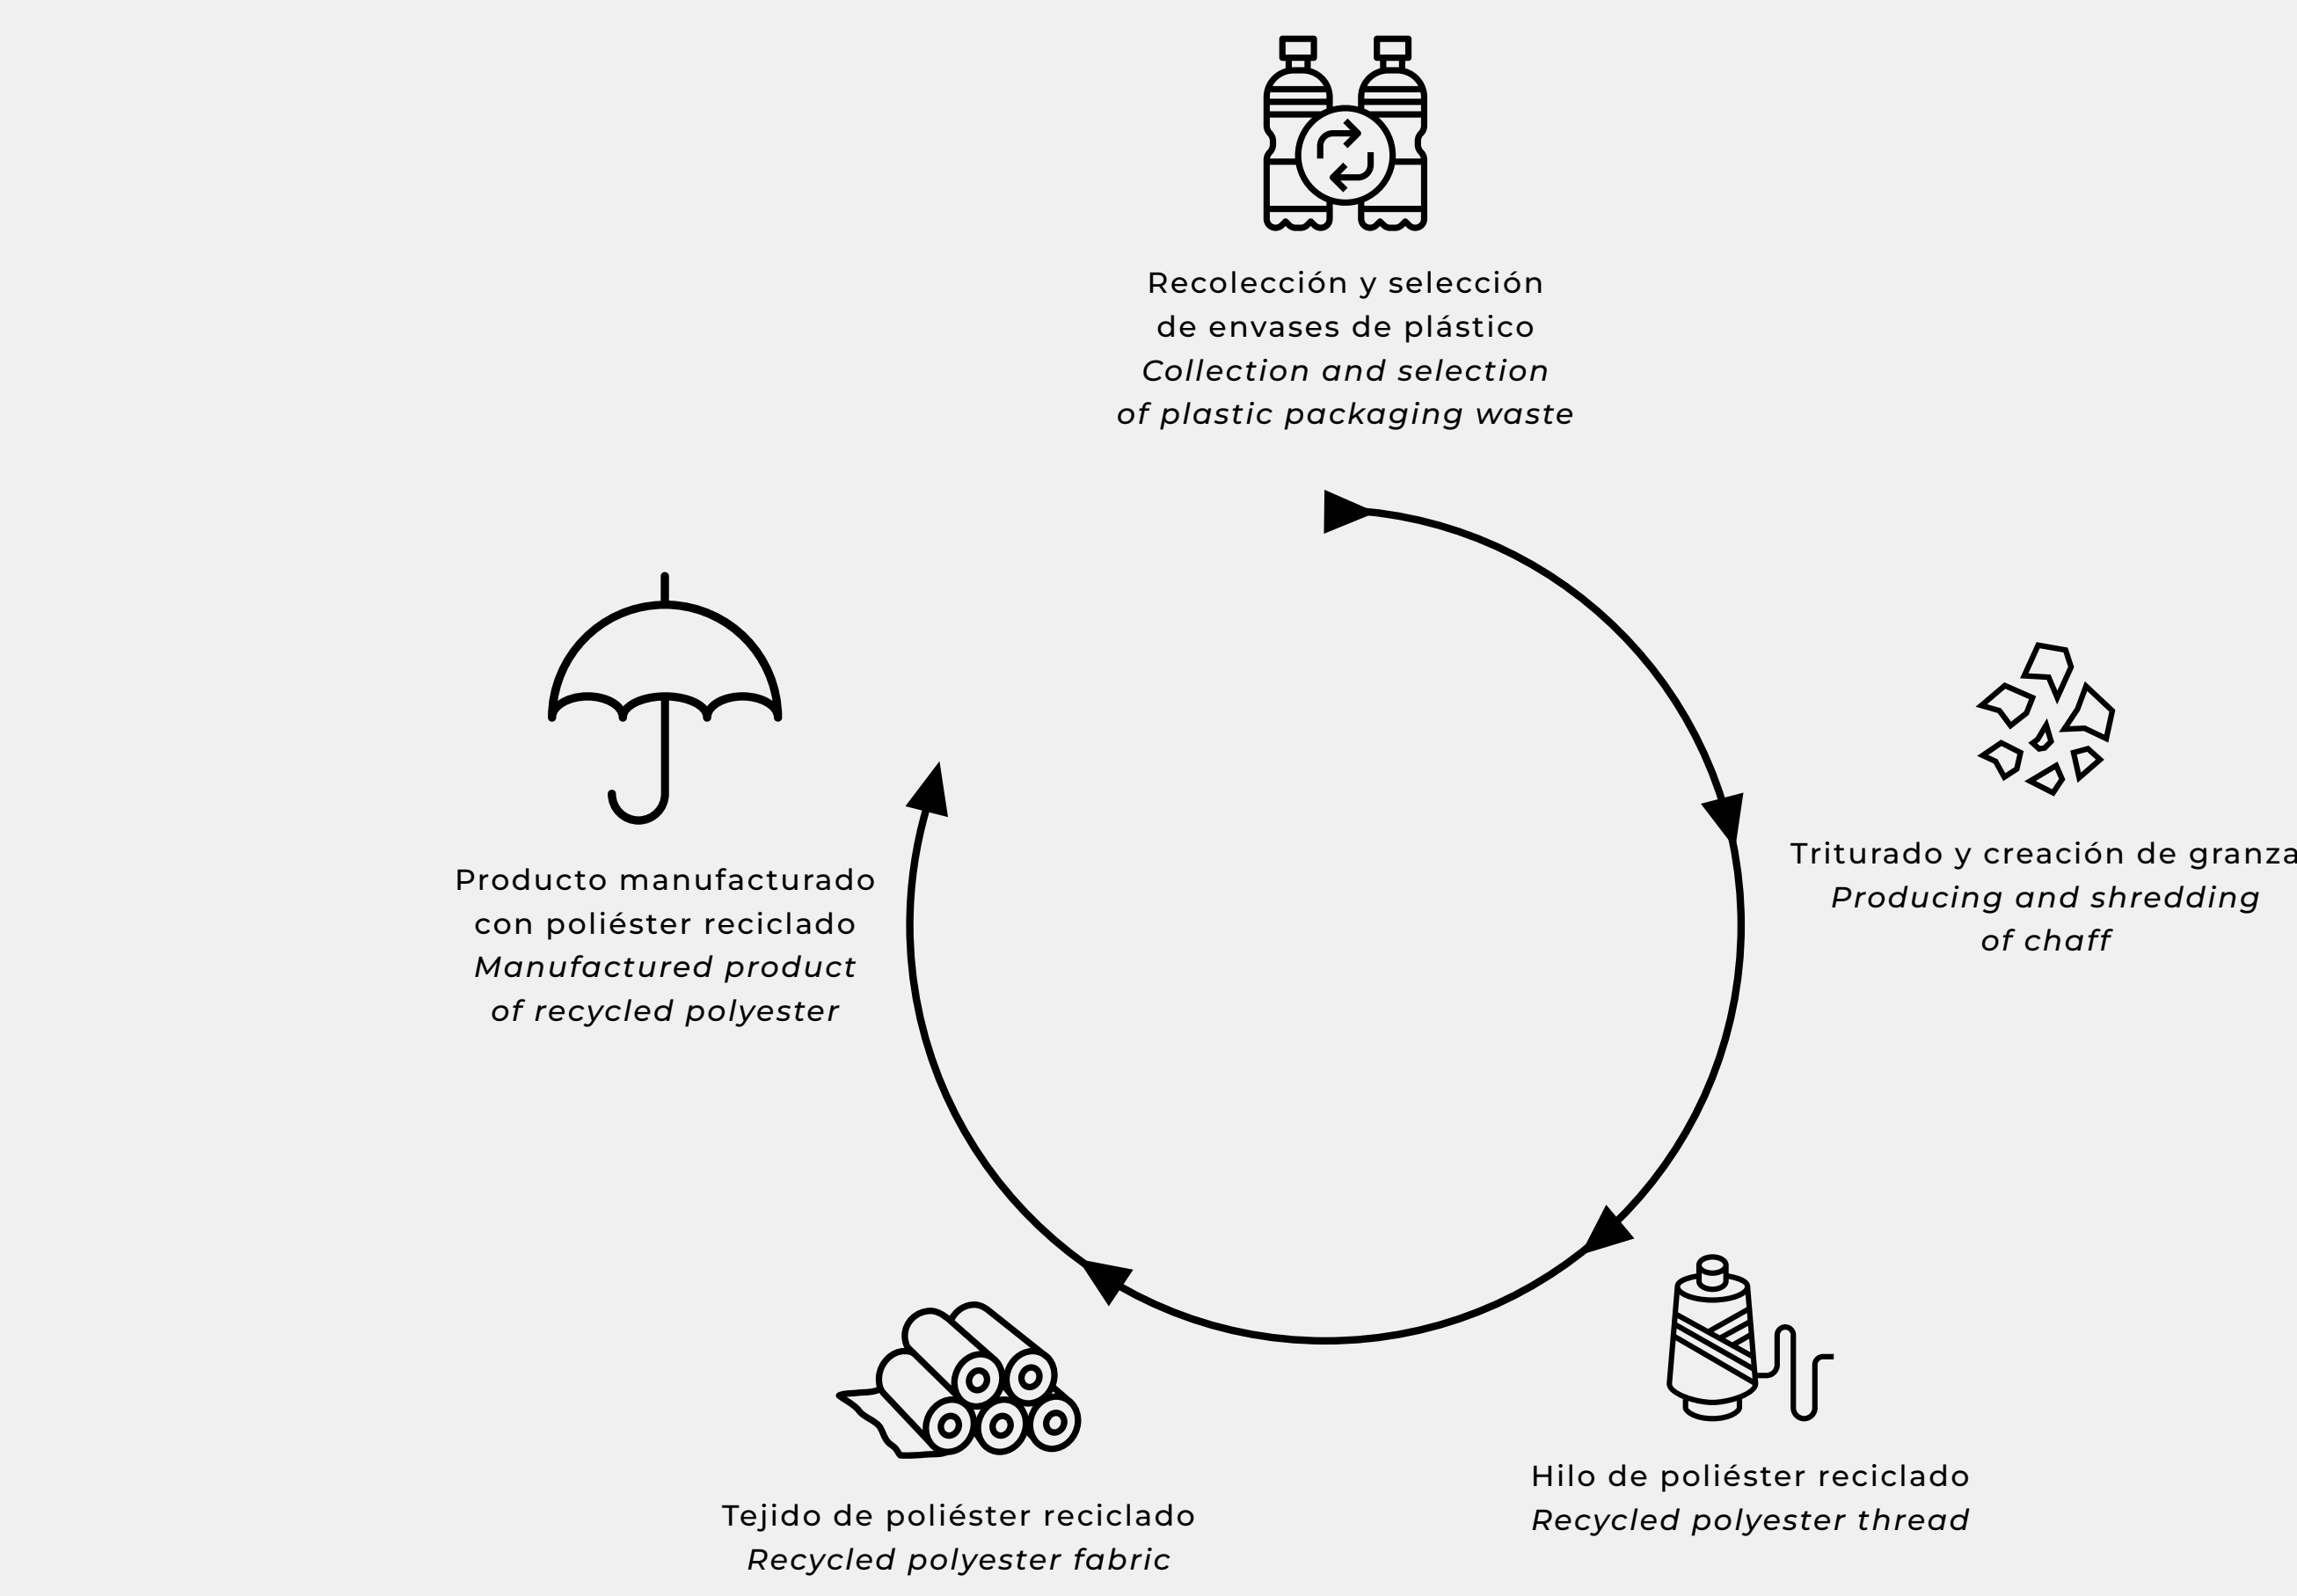 Recolección y selección
de envases de plástico
Collection and selection
of plastic packaging waste
Triturado y creación de granza
Producing and shredding
of chaff
Hilo de poliéster reciclado
Recycled polyester thread
Tejido de poliéster reciclado
Recycled polyester fabric
Producto manufacturado
con poliéster reciclado
Manufactured product
of recycled polyester